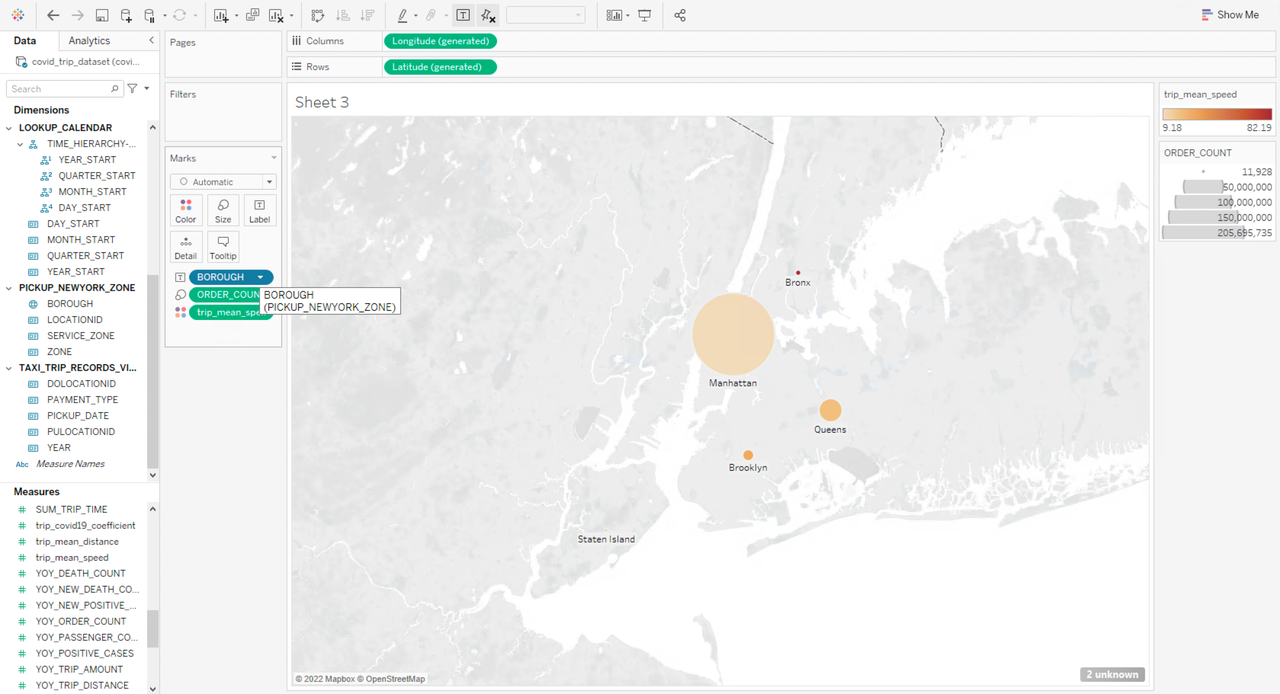 Show Me
Data
Analytics
covid_trip_dataset (covi...
Search
Dimensions
LOOKUP_CALENDAR
TIME_HIERARCHY-...
YEAR_START
QUARTER_START
MONTH_START
DAY_START
DAY_START
MONTH_START
QUARTER_START
YEAR_START
PICKUP_NEWYORK_ZONE
BOROUGH
LOCATIONID
SERVICE_ZONE
ZONE
TAXI_TRIP_RECORDS_VI...
DOLOCATIONID
PAYMENT_TYPE
PICKUP_DATE
PULOCATIONID
YEAR
Abc Measure Names
Measures
SUM_TRIP_TIME
trip_covid19_coefficient
trip_mean_distance
trip_mean_speed
YOY_DEATH_COUNT
YOY_NEW_DEATH_CO...
YOY_NEW_POSITIVE_...
YOY_ORDER_COUNT
YOY_PASSENGER_CO...
YOY_POSITIVE_CASES
YOY_TRIP_AMOUNT
YOY_TRIP_DISTANCE
Pages
Filters
Marks
Automatic
Color Size Label
Detail Tooltip
BOROUGH
ORDER_COUN
trip_mean_spe
BOROUGH
(PICKUP_NEWYORK_ZONE)
Columns Longitude (generated)
Rows Latitude (generated)
Sheet 3
Bronx
Manhattan
Queens
Brooklyn
Staten Island
© 2022 Mapbox © OpenStreetMap
2 unknown
trip_mean_speed
9.18 82.19
ORDER_COUNT
11,928
50,000,000
100,000,000
150,000,000
205,695,735